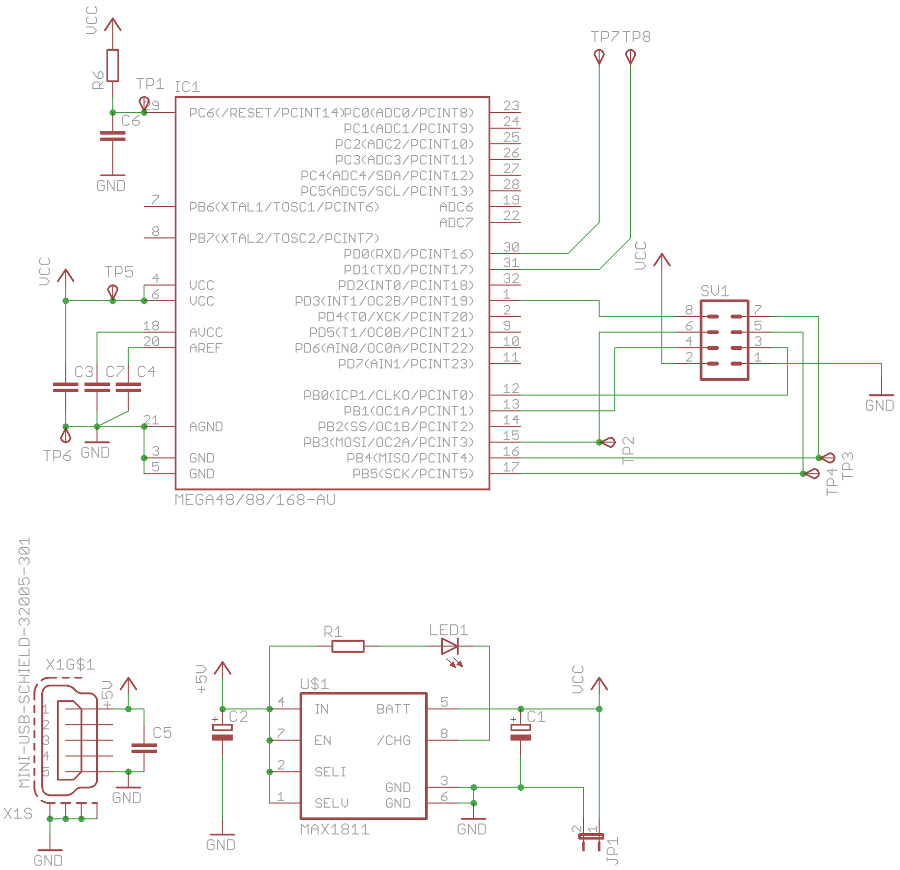 VCC
R6
TP1
C6
GND
IC1
TP7 TP8
9 PC6(/RESET/PCINT14) PC0(ADC0/PCINT8) 23
PC1(ADC1/PCINT9) 24
PC2(ADC2/PCINT10) 25
PC3(ADC3/PCINT11) 26
PC4(ADC4/SDA/PCINT12) 27
PC5(ADC5/SCL/PCINT13) 28
7 PB6(XTAL1/TOSC1/PCINT6) ADC6 19
ADC7 22
8 PB7(XTAL2/TOSC2/PCINT7)
PD0(RXD/PCINT16) 30
PD1(TXD/PCINT17) 31
4 VCC PD2(INT0/PCINT18) 32
6 VCC PD3(INT1/OC2B/PCINT19) 1
PD4(T0/XCK/PCINT20) 2
18 AVCC PD5(T1/OC0B/PCINT21) 9
20 AREF PD6(AIN0/OC0A/PCINT22) 10
PD7(AIN1/PCINT23) 11
PB0(ICP1/CLKO/PCINT0) 12
PB1(OC1A/PCINT1) 13
21 AGND PB2(SS/OC1B/PCINT2) 14
PB3(MOSI/OC2A/PCINT3) 15
3 GND PB4(MISO/PCINT4) 16
5 GND PB5(SCK/PCINT5) 17
MEGA48/88/168-AU
VCC
TP5
C3 C7 C4
TP6 GND
VCC
SV1
8 7
6 5
4 3
2 1
GND
TP2
TP3
TP4
MINI-USB-SCHIELD-32005-301
X1G$1
1
2
3
4
5
+5V
C5
GND
X1S
GND
+5V
C2
GND
R1
LED1
U$1
4 IN BATT 5
7 EN /CHG 8
2 SELI GND 3
1 SELV GND 6
MAX1811
GND
C1
VCC
2 1
JP1